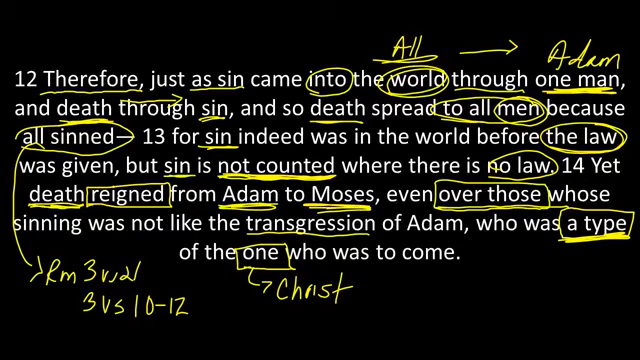 All Adam
12 Therefore, just as sin came into the world through one man,
and death through sin, and so death spread to all men because
all sinned— 13 for sin indeed was in the world before the law
was given, but sin is not counted where there is no law. 14 Yet
death reigned from Adam to Moses, even over those whose
sinning was not like the transgression of Adam, who was a type
of the one who was to come.
Rm 3 vs
3 vs 10-12
Christ